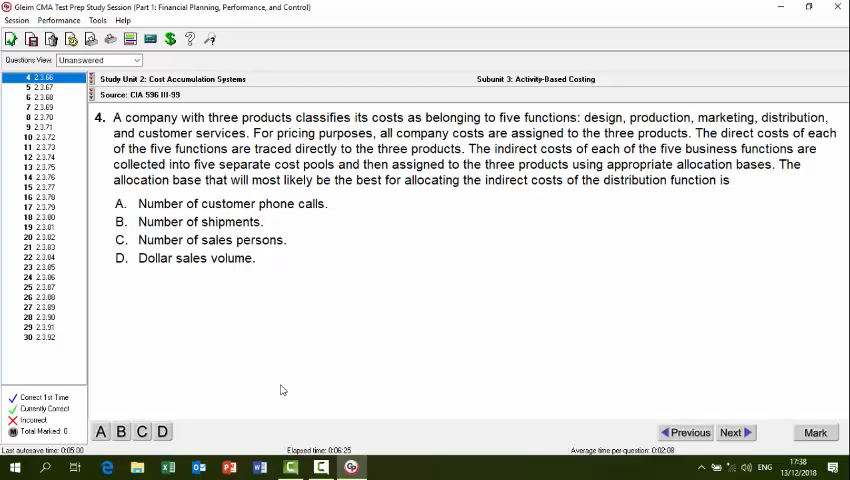 Gleim CMA Test Prep Study Session (Part 1: Financial Planning, Performance, and Control)
Session Performance Tools Help
Questions View: Unanswered
4 2.3.66
5 2.3.67
6 2.3.68
7 2.3.69
8 2.3.70
9 2.3.71
10 2.3.72
11 2.3.73
12 2.3.74
13 2.3.75
14 2.3.76
15 2.3.77
16 2.3.78
17 2.3.79
18 2.3.80
19 2.3.81
20 2.3.82
21 2.3.83
22 2.3.84
23 2.3.85
24 2.3.86
25 2.3.87
26 2.3.88
27 2.3.89
28 2.3.90
29 2.3.91
30 2.3.92
Study Unit 2: Cost Accumulation Systems Subunit 3: Activity-Based Costing
Source: CIA 596 III-99
4. A company with three products classifies its costs as belonging to five functions: design, production, marketing, distribution,
and customer services. For pricing purposes, all company costs are assigned to the three products. The direct costs of each
of the five functions are traced directly to the three products. The indirect costs of each of the five business functions are
collected into five separate cost pools and then assigned to the three products using appropriate allocation bases. The
allocation base that will most likely be the best for allocating the indirect costs of the distribution function is
A. Number of customer phone calls.
B. Number of shipments.
C. Number of sales persons.
D. Dollar sales volume.
Correct 1st Time
Currently Correct
Incorrect
M Total Marked: 0
A B C D
Previous Next Mark
Last autosave time: 0:05:00 Elapsed time: 0:06:25 Average time per question: 0:02:08
ENG
17:38
13/12/2018